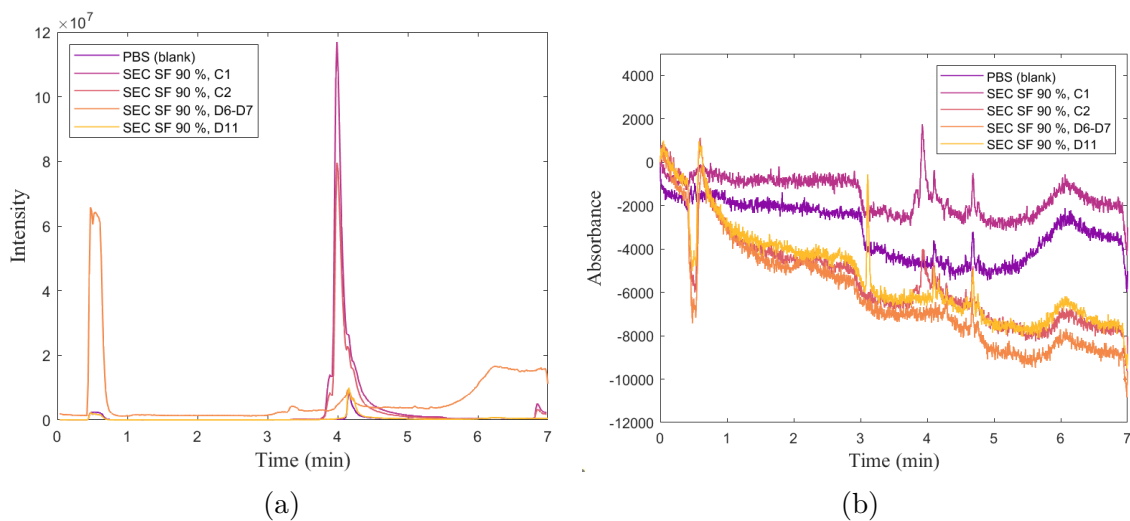 ×10⁷
12
10
8
6
4
2
0
Intensity
PBS (blank)
SEC SF 90 %, C1
SEC SF 90 %, C2
SEC SF 90 %, D6-D7
SEC SF 90 %, D11
0 1 2 3 4 5 6 7
Time (min)
(a)
4000
2000
0
-2000
-4000
-6000
-8000
-10000
-12000
Absorbance
PBS (blank)
SEC SF 90 %, C1
SEC SF 90 %, C2
SEC SF 90 %, D6-D7
SEC SF 90 %, D11
0 1 2 3 4 5 6 7
Time (min)
(b)